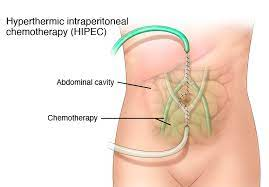 Hyperthermic intraperitoneal
chemotherapy (HIPEC)
Abdominal cavity
Chemotherapy